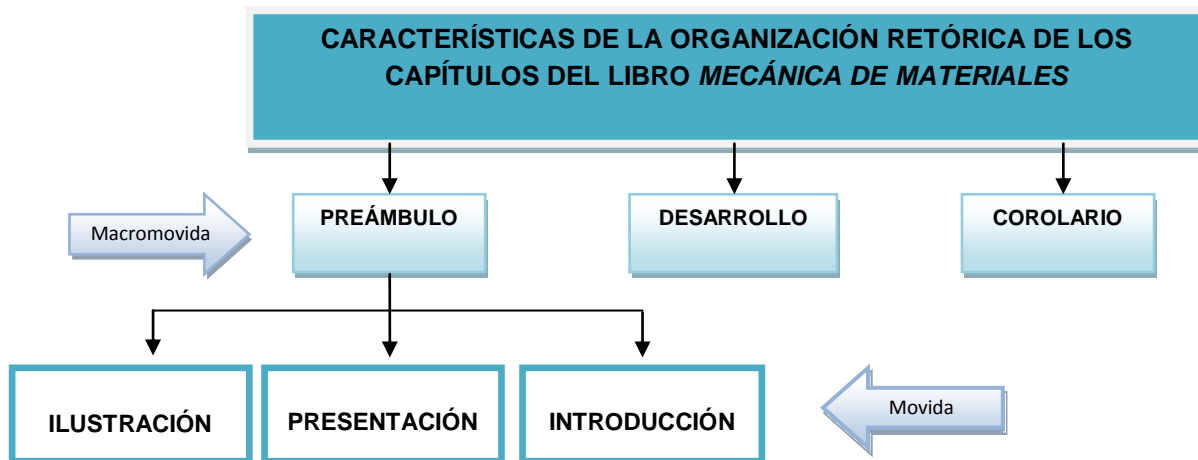 CARACTERÍSTICAS DE LA ORGANIZACIÓN RETÓRICA DE LOS
CAPÍTULOS DEL LIBRO MECÁNICA DE MATERIALES
Macromovida
PREÁMBULO
DESARROLLO
COROLARIO
ILUSTRACIÓN
PRESENTACIÓN
INTRODUCCIÓN
Movida